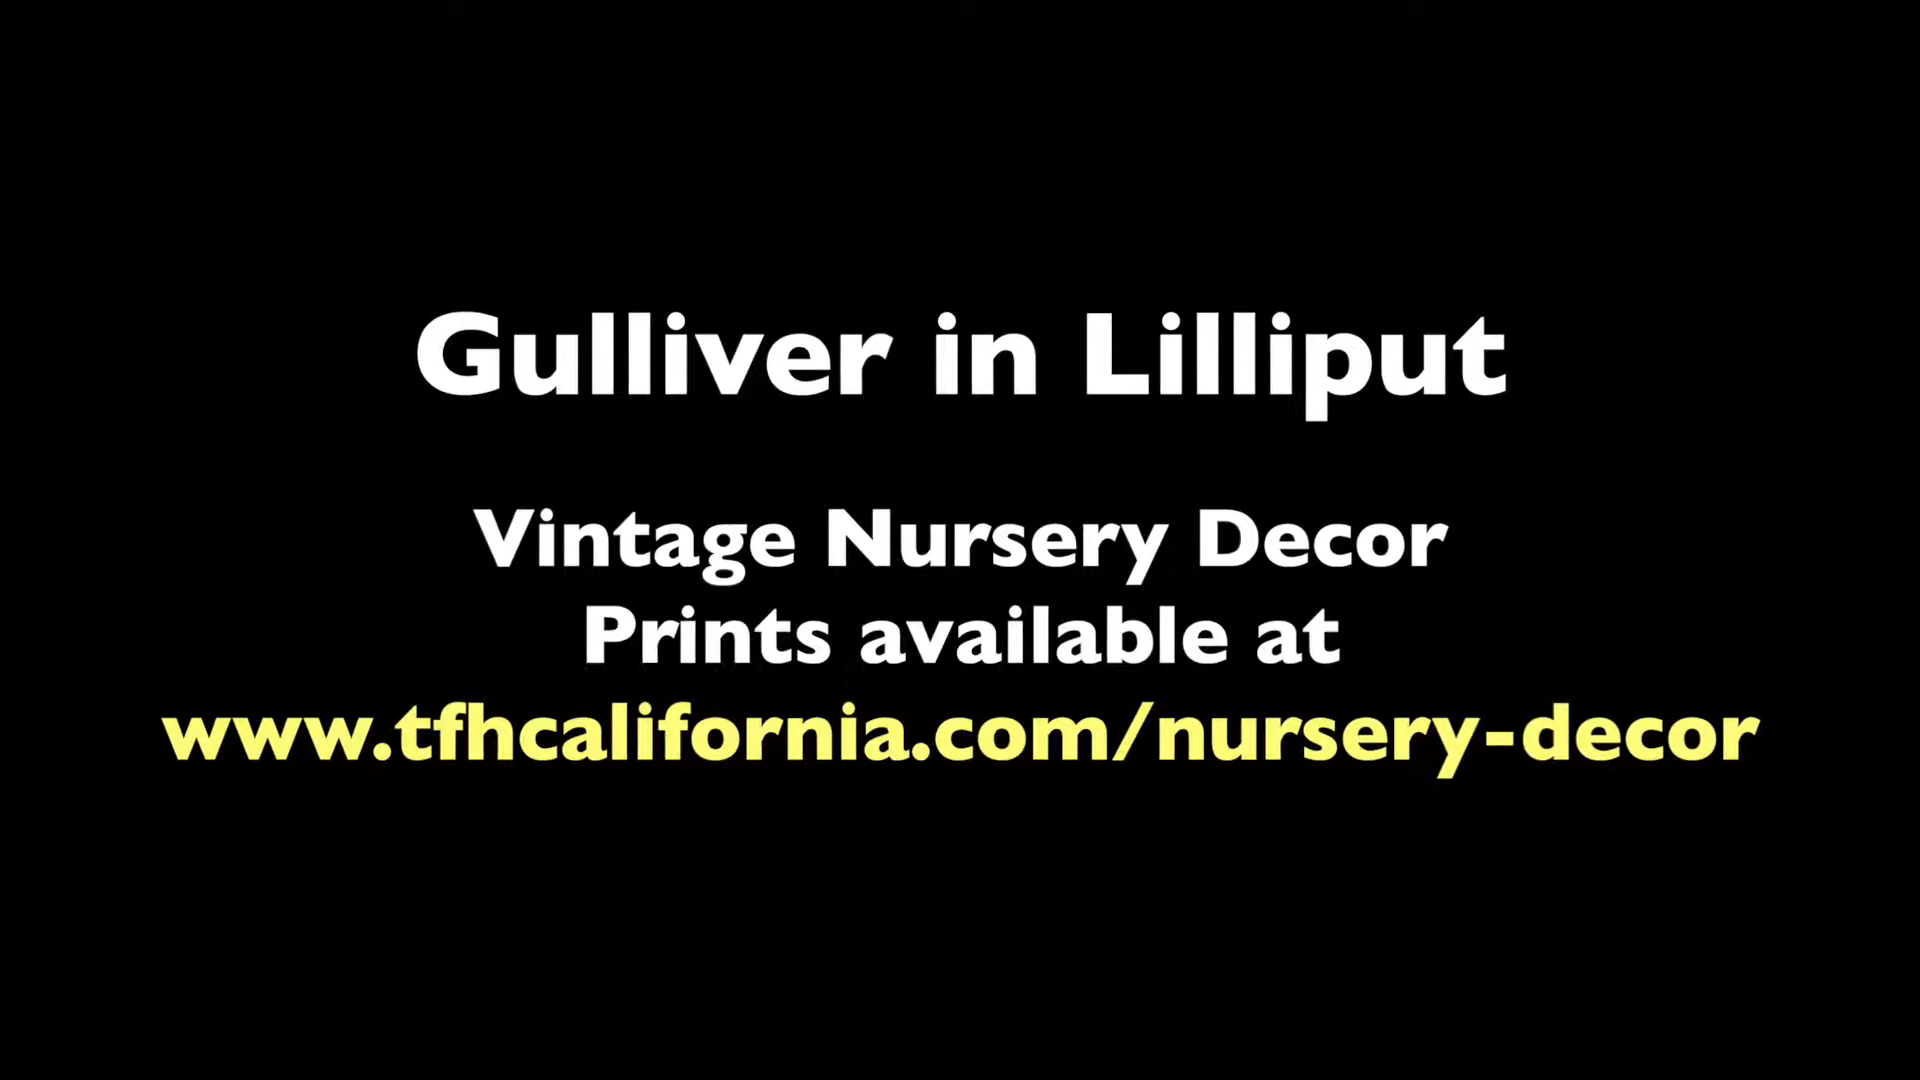 Gulliver in Lilliput
Vintage Nursery Decor
Prints available at
www.tfhcalifornia.com/nursery-decor